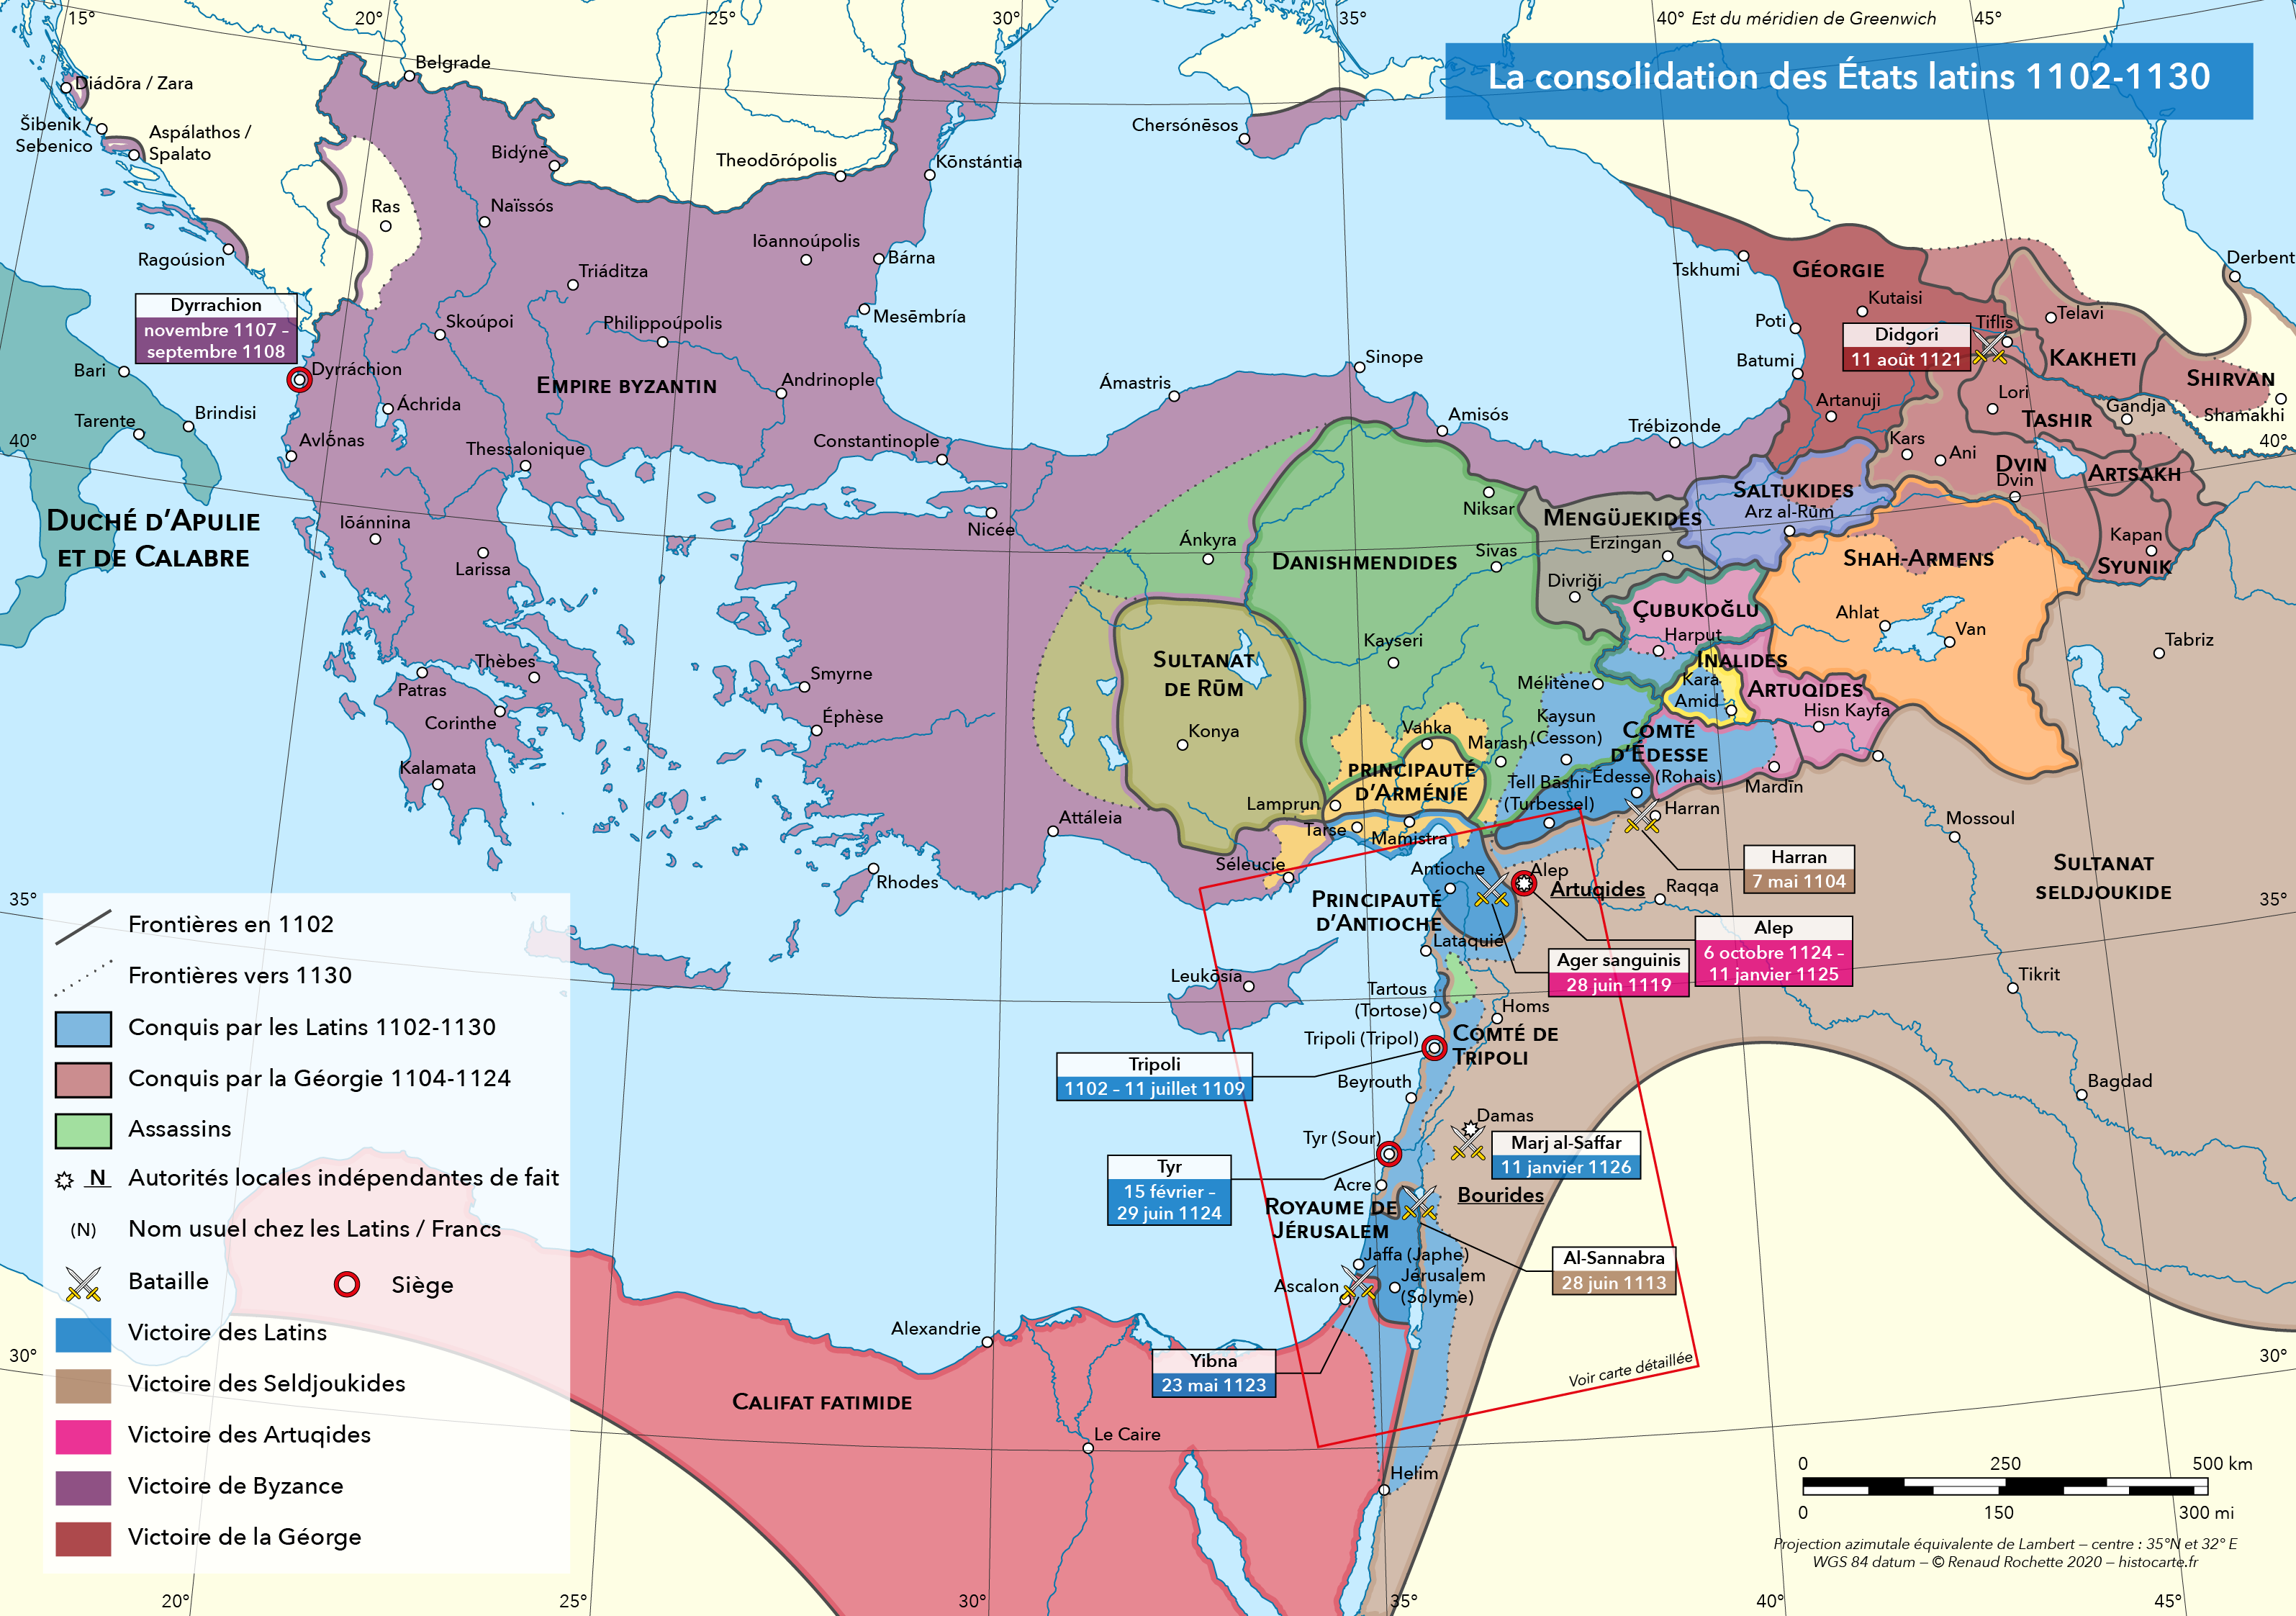 15°
20°
25°
30°
35°
40° Est du méridien de Greenwich
45°
La consolidation des États latins 1102-1130
Belgrade
Diádōra / Zara
Šibenik /
Sebenico
Aspálathos /
Spalato
Ragoúsion
Ras
Bidýnē
Naïssós
Theodōrópolis
Kōnstántia
Chersónēsos
Iōannoúpolis
Bárna
Triáditza
Mesēmbría
Skoúpoi
Philippoúpolis
Dyrrachion
novembre 1107 –
septembre 1108
Dyrráchion
Bari
Tarente
Brindisi
EMPIRE BYZANTIN
Andrinople
Áchrida
Avlónas
Thessalonique
Constantinople
40°
DUCHÉ D'APULIE
ET DE CALABRE
Iōánnina
Larissa
Nicée
Ámastris
Sinope
Amisós
Trébizonde
Tskhumi
GÉORGIE
Kutaisi
Poti
Batumi
Artanuji
Didgori
11 août 1121
Tiflis
Telavi
KAKHETI
Derbent
SHIRVAN
Shamakhi
Lori
TASHIR
Gandja
40°
Kars
Ani
DVIN
Dvin
ARTSAKH
Kapan
SYUNIK
SALTUKIDES
Arz al-Rūm
MENGÜJEKIDES
Erzingan
Divriği
Niksar
Sivas
DANISHMENDIDES
Ánkyra
Kayseri
SHAH-ARMENS
Ahlat
Van
Tabriz
ÇUBUKOĞLU
Harput
INALIDES
Kara
Amid
ARTUQIDES
Hisn Kayfa
Mardīn
SULTANAT
DE RŪM
Konya
Thèbes
Patras
Corinthe
Kalamata
Smyrne
Éphèse
Attáleia
Rhodes
Mélitene
Kaysun
(Cesson)
Vahka
Marash
COMTÉ
D'ÉDESSE
PRINCIPAUTÉ
D'ARMÉNIE
Tell Bāshir
(Turbessel)
Édesse (Rohais)
Lamprun
Tarse
Mamistra
Séleucie
Harran
Harran
7 mai 1104
Mossoul
SULTANAT
SELDJOUKIDE
Antioche
Alep
Artuqides
Raqqa
PRINCIPAUTÉ
D'ANTIOCHE
Lataquié
Alep
6 octobre 1124 –
11 janvier 1125
Ager sanguinis
28 juin 1119
Leukōsia
Tartous
(Tortose)
Homs
Tikrit
Tripoli (Tripol)
COMTÉ DE
TRIPOLI
Tripoli
1102 – 11 juillet 1109
Beyrouth
Bagdad
Damas
Marj al-Saffar
11 janvier 1126
Tyr (Sour)
Tyr
15 février –
29 juin 1124
Acre
Bourides
ROYAUME DE
JÉRUSALEM
Jaffa (Japhe)
Al-Sannabra
28 juin 1113
Ascalon
Jérusalem
(Solyme)
Alexandrie
Yibna
23 mai 1123
Voir carte détaillée
CALIFAT FATIMIDE
Le Caire
Helim
35°
35°
30°
30°
Frontières en 1102
Frontières vers 1130
Conquis par les Latins 1102-1130
Conquis par la Géorgie 1104-1124
Assassins
N Autorités locales indépendantes de fait
(N) Nom usuel chez les Latins / Francs
Bataille
Siège
Victoire des Latins
Victoire des Seldjoukides
Victoire des Artuqides
Victoire de Byzance
Victoire de la Géorge
0 250 500 km
0 150 300 mi
Projection azimutale équivalente de Lambert – centre : 35°N et 32° E
WGS 84 datum – © Renaud Rochette 2020 – histocarte.fr
20°
25°
30°
35°
40°
45°